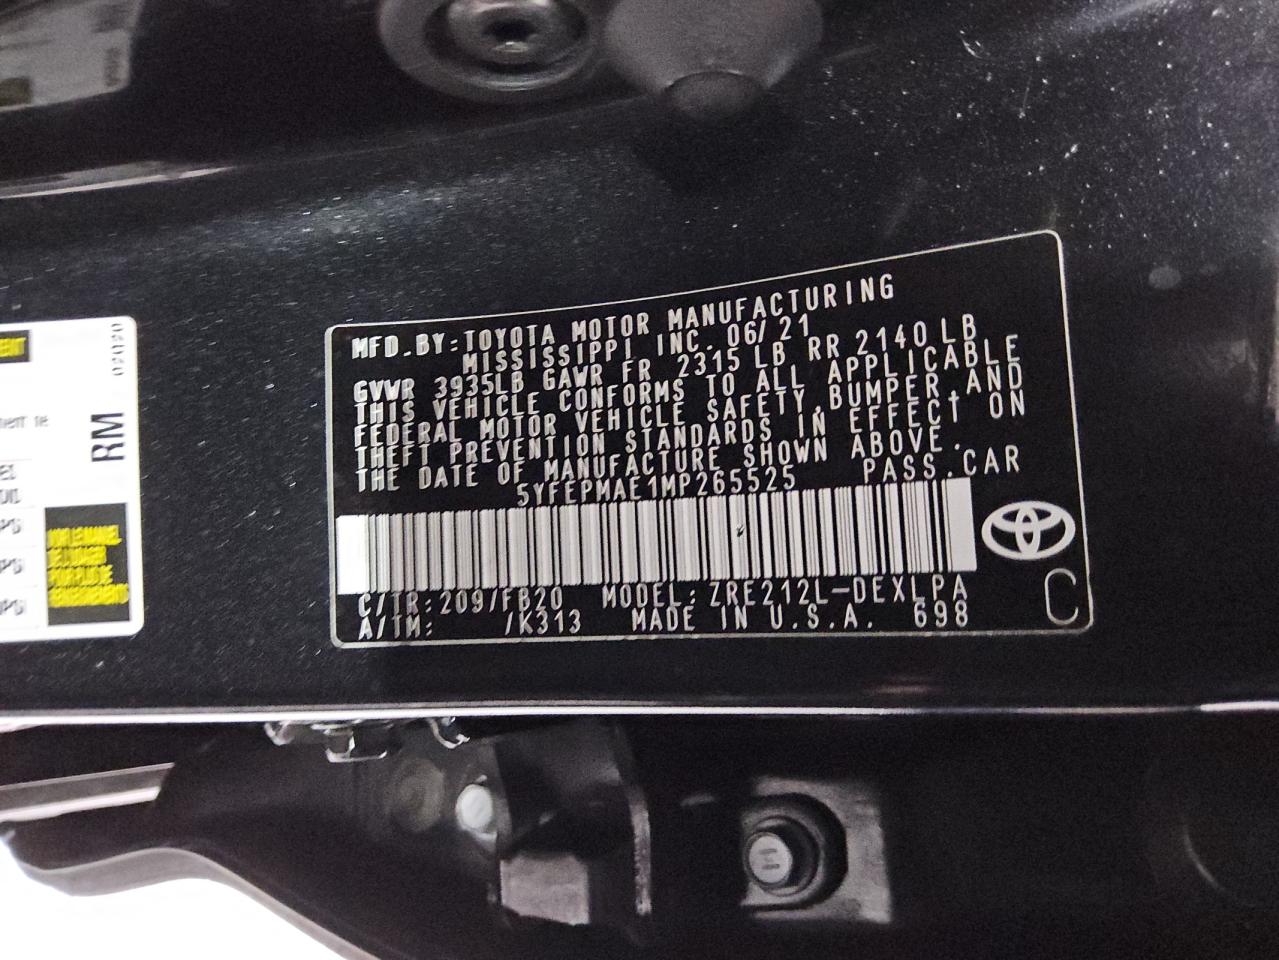 MFD.BY:TOYOTA MOTOR MANUFACTURING
MISSISSIPPI INC. 06/21
GVWR 3935LB GAWR FR 2315 LB RR 2140 LB
THIS VEHICLE CONFORMS TO ALL APPLICABLE
FEDERAL MOTOR VEHICLE SAFETY, BUMPER, AND
THEFT PREVENTION STANDARDS IN EFFECT ON
THE DATE OF MANUFACTURE SHOWN ABOVE.
5YFEPMAE1MP265525 PASS.CAR
C/TR:209/FB20 MODEL: ZRE212L-DEXLPA
A/TM: /K313 MADE IN U.S.A. 698
C
RM
02020
PSI
PSI